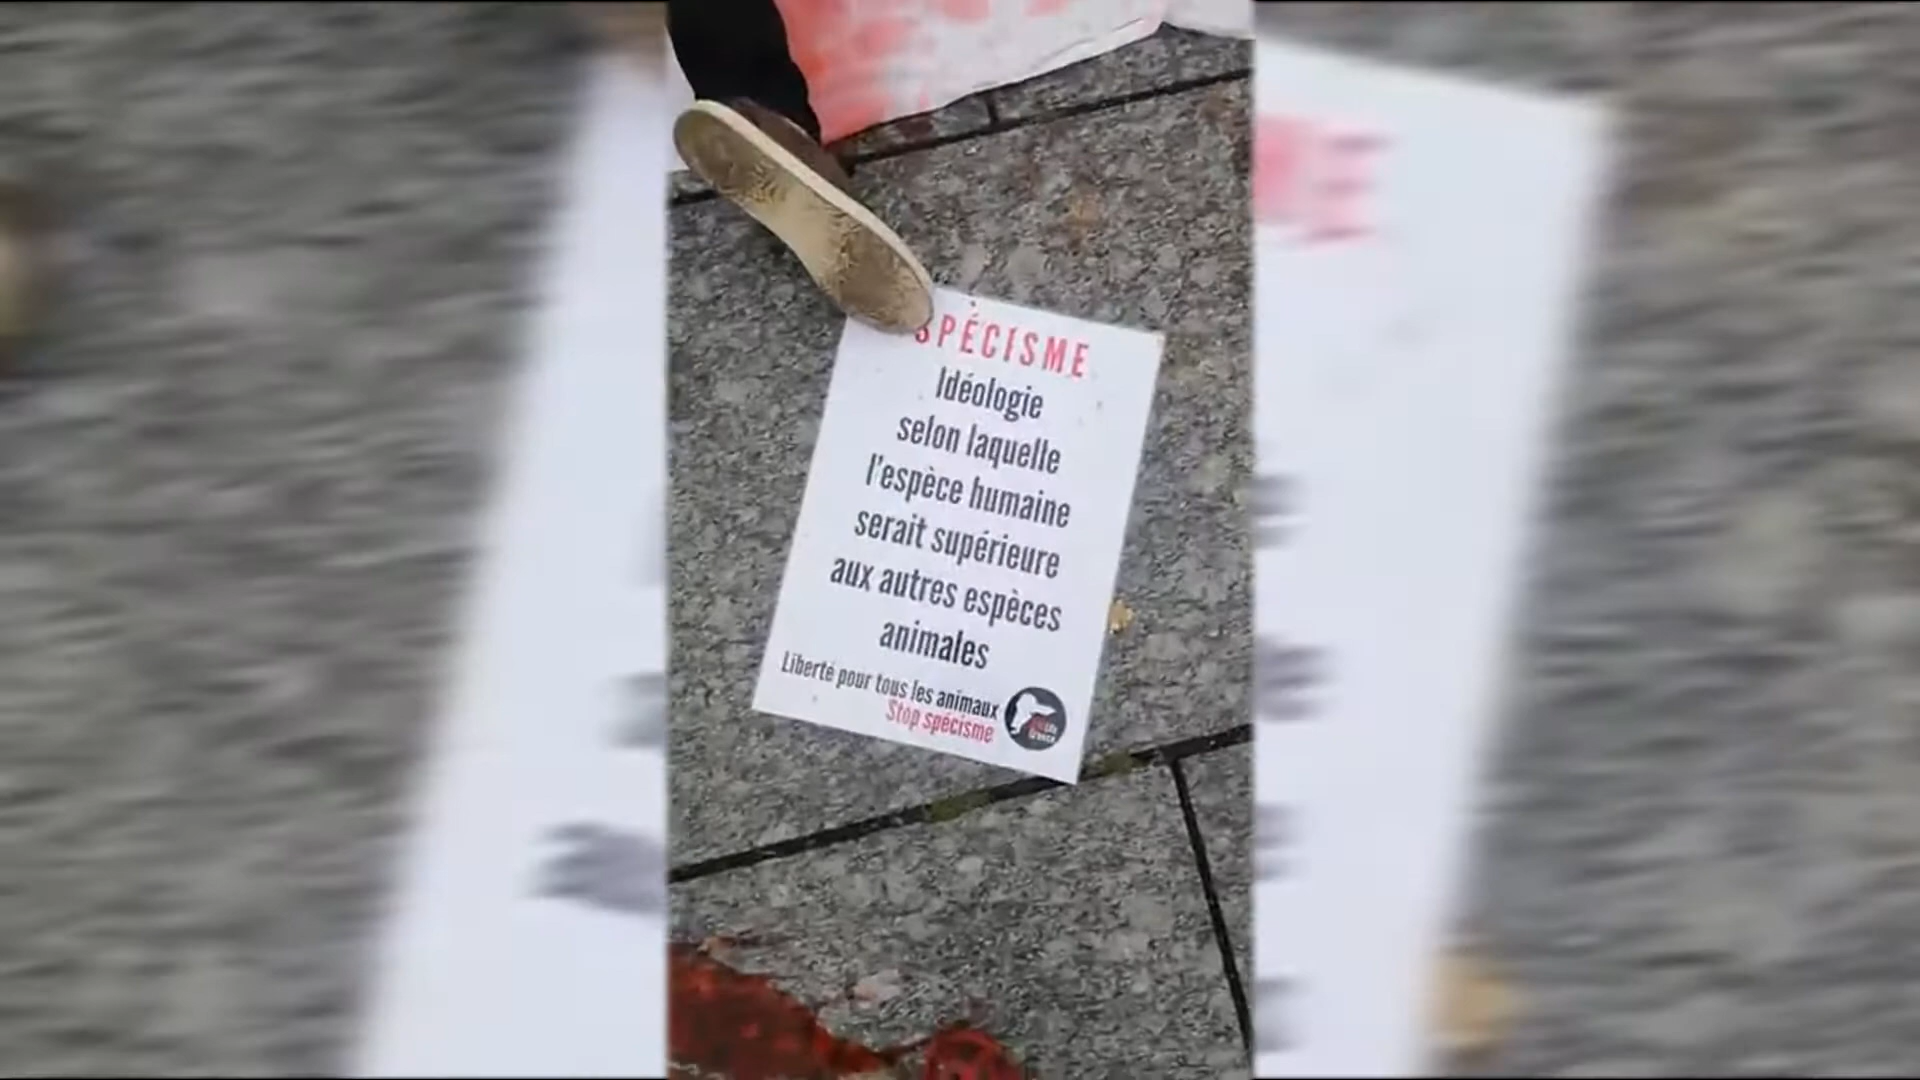 SPÉCISME
Idéologie
selon laquelle
l'espèce humaine
serait supérieure
aux autres espèces
animales
Liberté pour tous les animaux
Stop spécisme